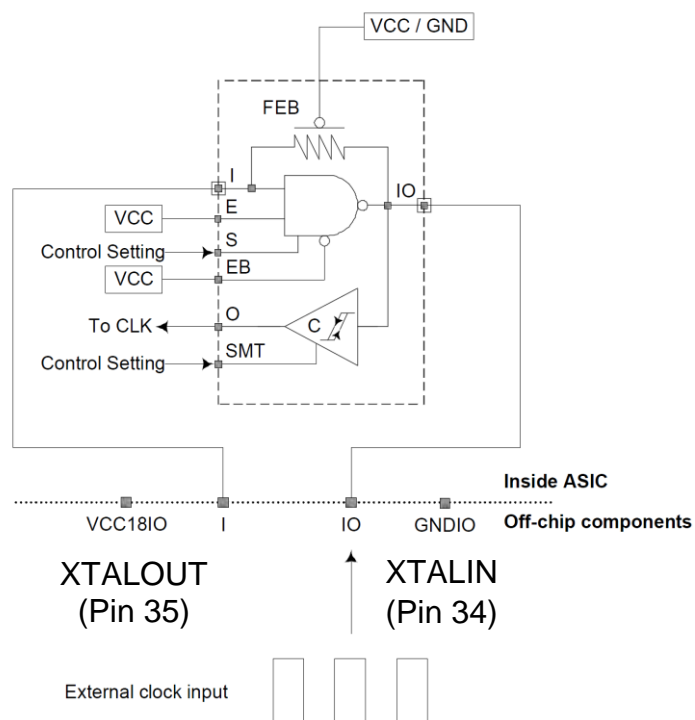 VCC / GND
FEB
I
IO
E
VCC
S
Control Setting
EB
VCC
O
To CLK
C
SMT
Control Setting
Inside ASIC
VCC18IO
I
IO
GNDIO
Off-chip components
XTALOUT
(Pin 35)
XTALIN
(Pin 34)
External clock input